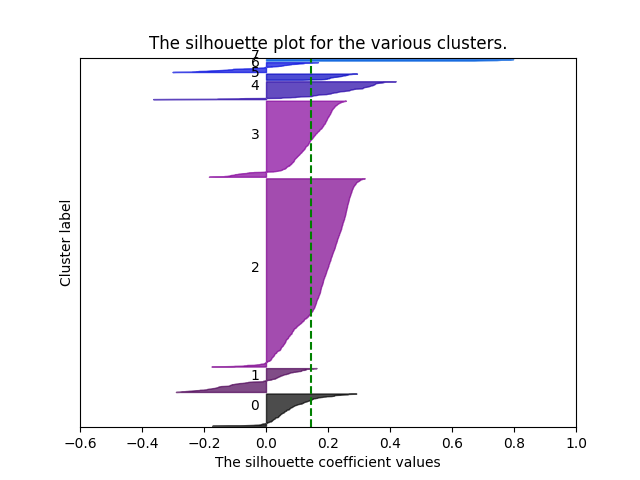 The silhouette plot for the various clusters.
7
6
5
4
3
2
1
0
Cluster label
−0.6 −0.4 −0.2 0.0 0.2 0.4 0.6 0.8 1.0
The silhouette coefficient values